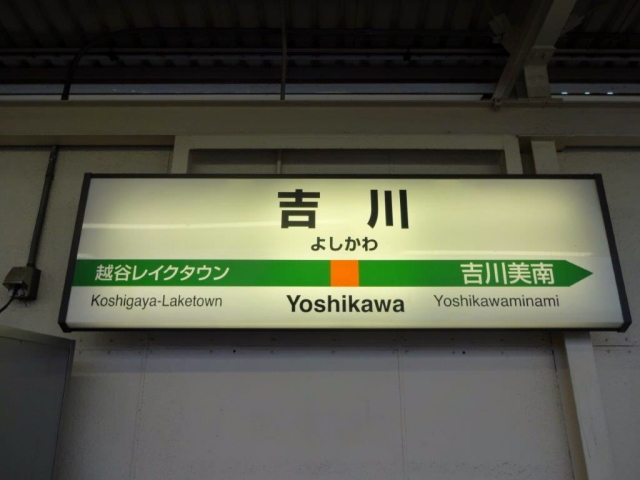 吉川
よしかわ
越谷レイクタウン
吉川美南
Koshigaya-Laketown
Yoshikawa
Yoshikawaminami